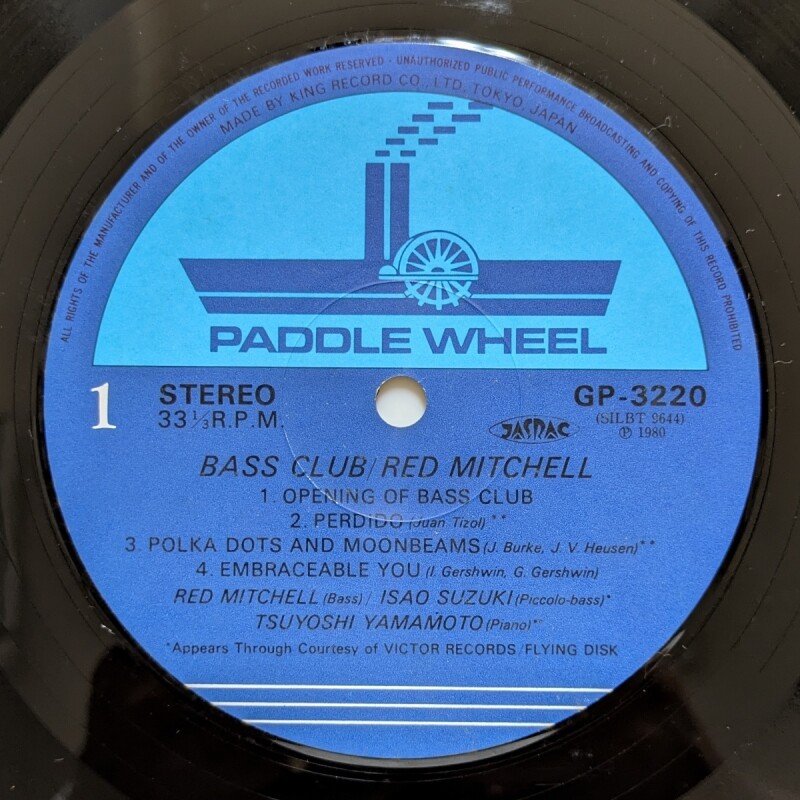 ALL RIGHTS OF THE MANUFACTURER AND OF THE OWNER OF THE RECORDED WORK RESERVED · UNAUTHORIZED PUBLIC PERFORMANCE BROADCASTING AND COPYING OF THIS RECORD PROHIBITED
MADE BY KING RECORD CO., LTD, TOKYO, JAPAN
PADDLE WHEEL
1 STEREO GP-3220
33⅓R.P.M. JASRAC (SILBT 9644)
℗ 1980
BASS CLUB/RED MITCHELL
1. OPENING OF BASS CLUB
2. PERDIDO (Juan Tizol)**
3. POLKA DOTS AND MOONBEAMS (J. Burke, J. V. Heusen)**
4. EMBRACEABLE YOU (I. Gershwin, G. Gershwin)
RED MITCHELL (Bass) / ISAO SUZUKI (Piccolo-bass)*
TSUYOSHI YAMAMOTO (Piano)**
*Appears Through Courtesy of VICTOR RECORDS/FLYING DISK